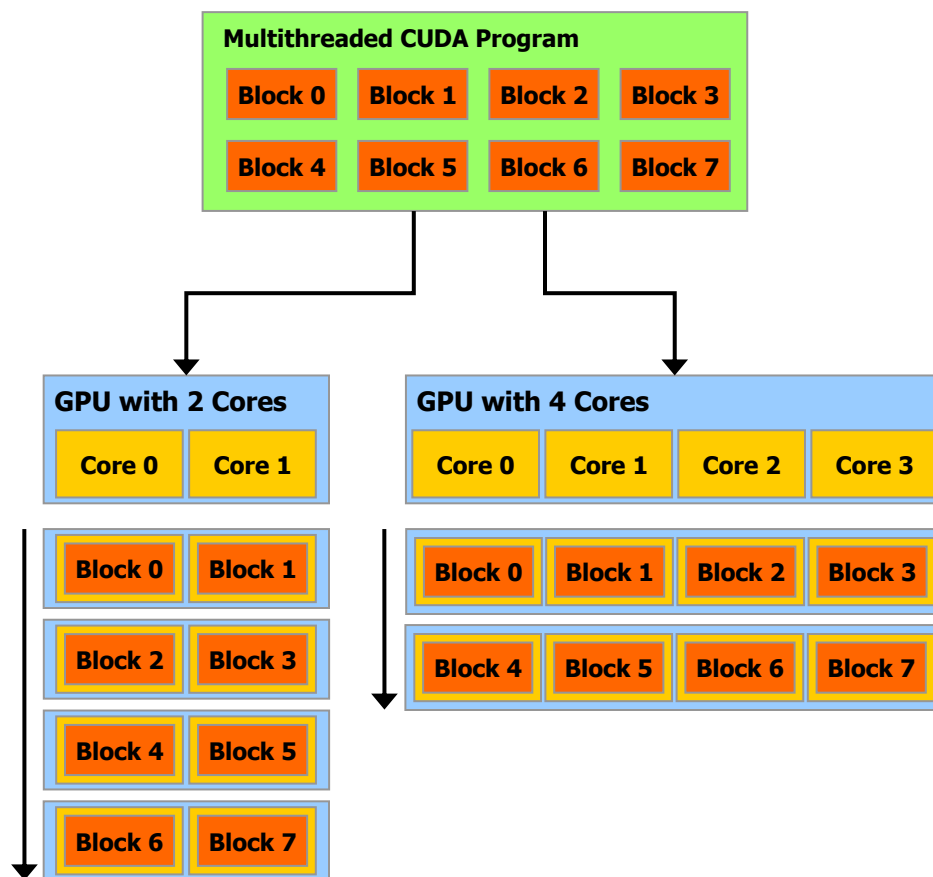 Multithreaded CUDA Program
Block 0 Block 1 Block 2 Block 3
Block 4 Block 5 Block 6 Block 7
GPU with 2 Cores
Core 0 Core 1
Block 0 Block 1
Block 2 Block 3
Block 4 Block 5
Block 6 Block 7
GPU with 4 Cores
Core 0 Core 1 Core 2 Core 3
Block 0 Block 1 Block 2 Block 3
Block 4 Block 5 Block 6 Block 7